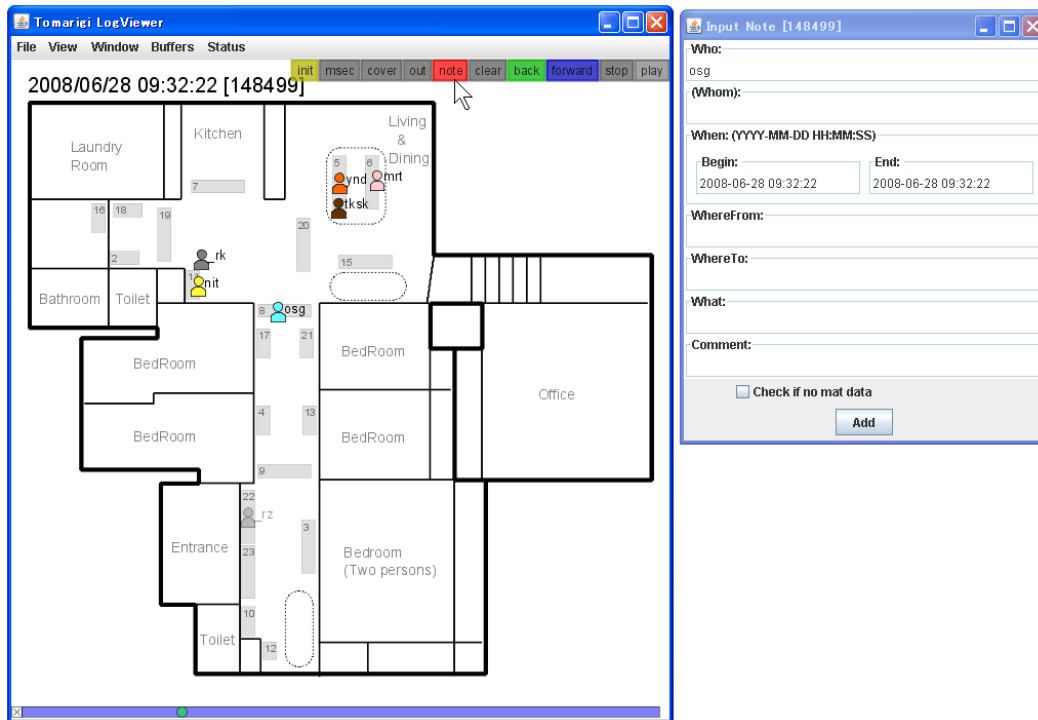 Tomarigi LogViewer
File View Window Buffers Status
init msec cover out note clear back forward stop play
2008/06/28 09:32:22 [148499]
Laundry
Room
Kitchen
Living
&
Dining
5 6
ynd mrt
tksk
7
16 18 19
20
2
_rk
15
14
nit
Bathroom Toilet
8 osg
17 21
BedRoom
BedRoom
Office
4 13
BedRoom
BedRoom
9
22
_rz
3
Entrance
23
Bedroom
(Two persons)
10
Toilet
12
Input Note [148499]
Who:
osg
(Whom):
When: (YYYY-MM-DD HH:MM:SS)
Begin: End:
2008-06-28 09:32:22 2008-06-28 09:32:22
WhereFrom:
WhereTo:
What:
Comment:
Check if no mat data
Add